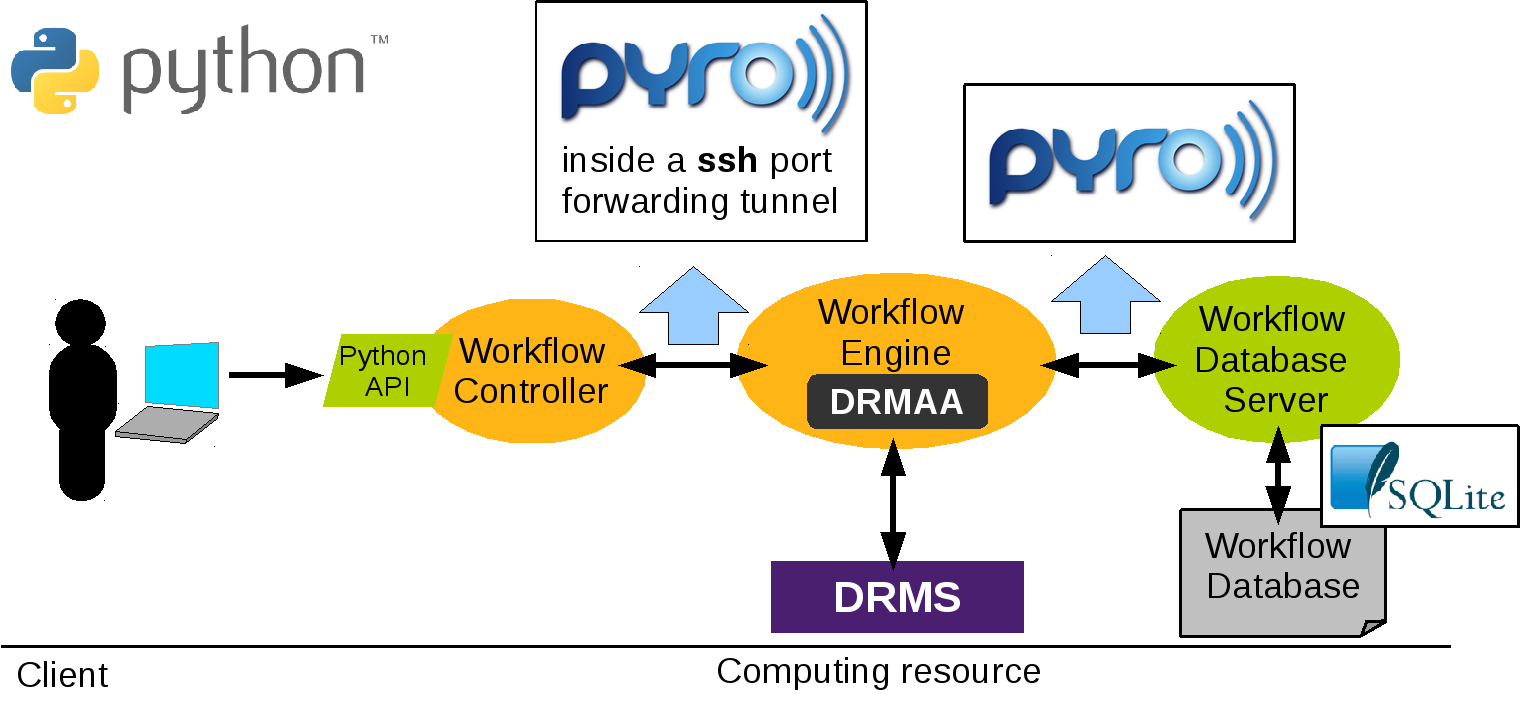 python™
pyro
inside a ssh port
forwarding tunnel
pyro
Python
API
Workflow
Controller
Workflow
Engine
DRMAA
Workflow
Database
Server
SQLite
DRMS
Workflow
Database
Client
Computing resource